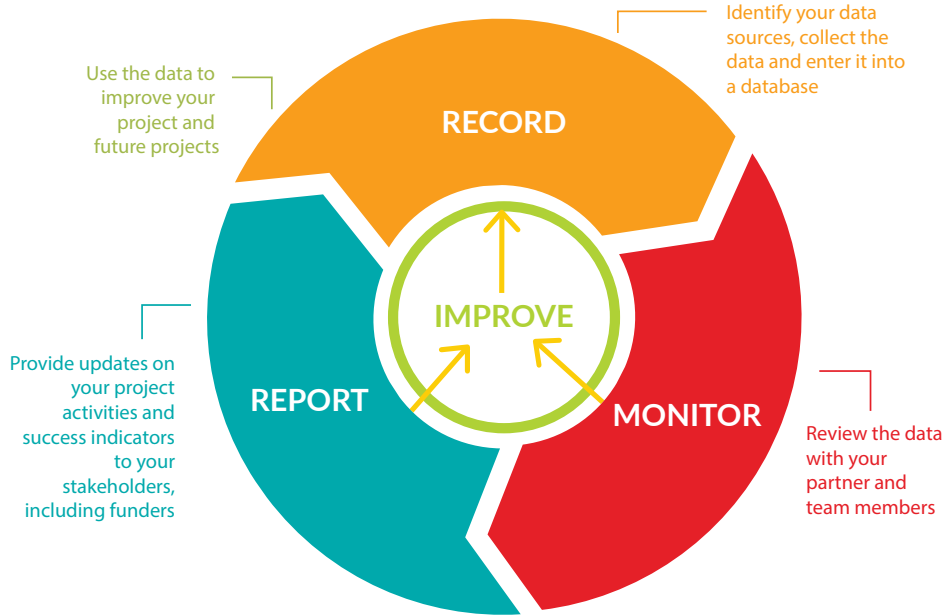 Identify your data
sources, collect the
data and enter it into
a database
Use the data to
improve your
project and
future projects
RECORD
IMPROVE
REPORT
MONITOR
Provide updates on
your project
activities and
success indicators
to your
stakeholders,
including funders
Review the data
with your
partner and
team members